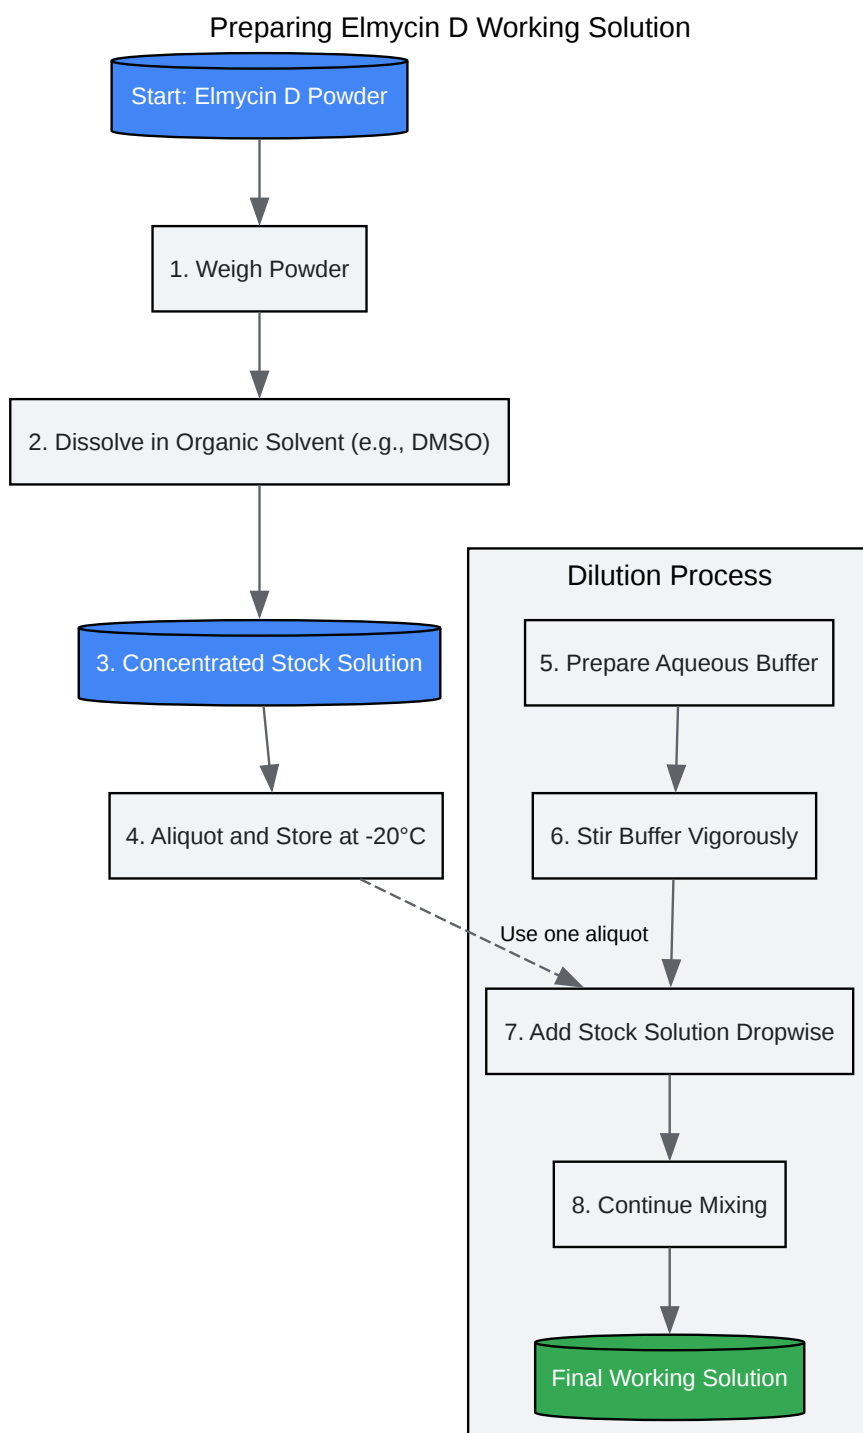 Preparing Elmycin D Working Solution
Start: Elmycin D Powder
1. Weigh Powder
2. Dissolve in Organic Solvent (e.g., DMSO)
3. Concentrated Stock Solution
4. Aliquot and Store at -20°C
Dilution Process
5. Prepare Aqueous Buffer
6. Stir Buffer Vigorously
Use one aliquot
7. Add Stock Solution Dropwise
8. Continue Mixing
Final Working Solution